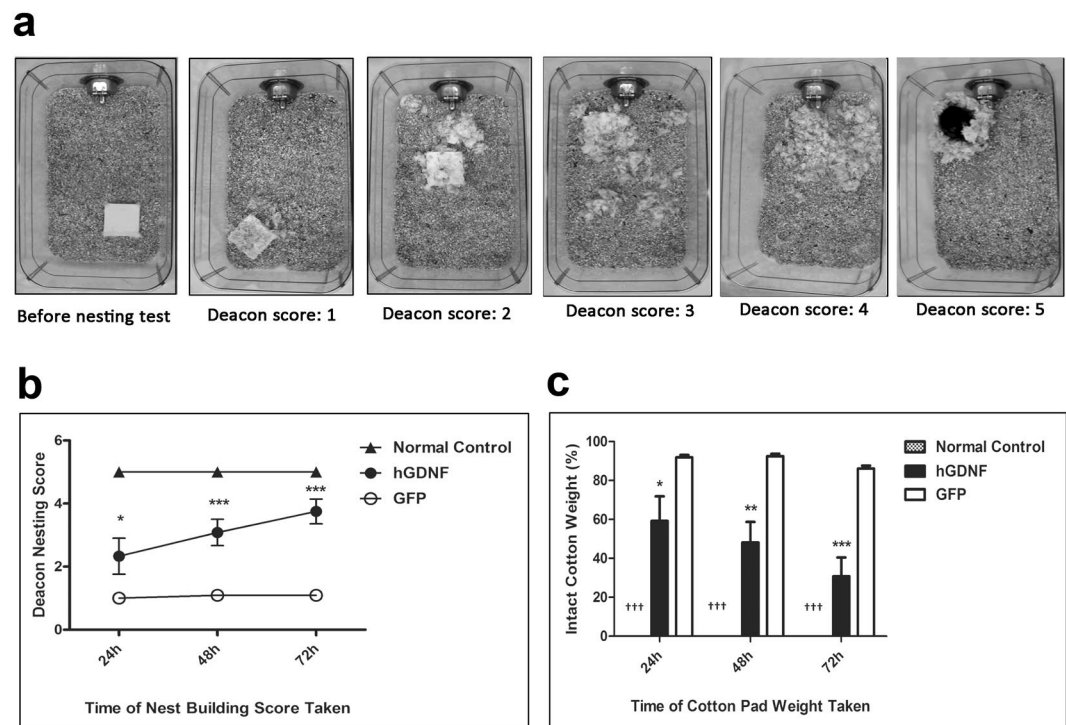 a
Before nesting test
Deacon score: 1
Deacon score: 2
Deacon score: 3
Deacon score: 4
Deacon score: 5
b
Deacon Nesting Score
6
4
2
0
*
***
***
24h
48h
72h
Time of Nest Building Score Taken
Normal Control
hGDNF
GFP
c
Intact Cotton Weight (%)
100
80
60
40
20
0
*
**
***
†††
†††
†††
24h
48h
72h
Time of Cotton Pad Weight Taken
Normal Control
hGDNF
GFP